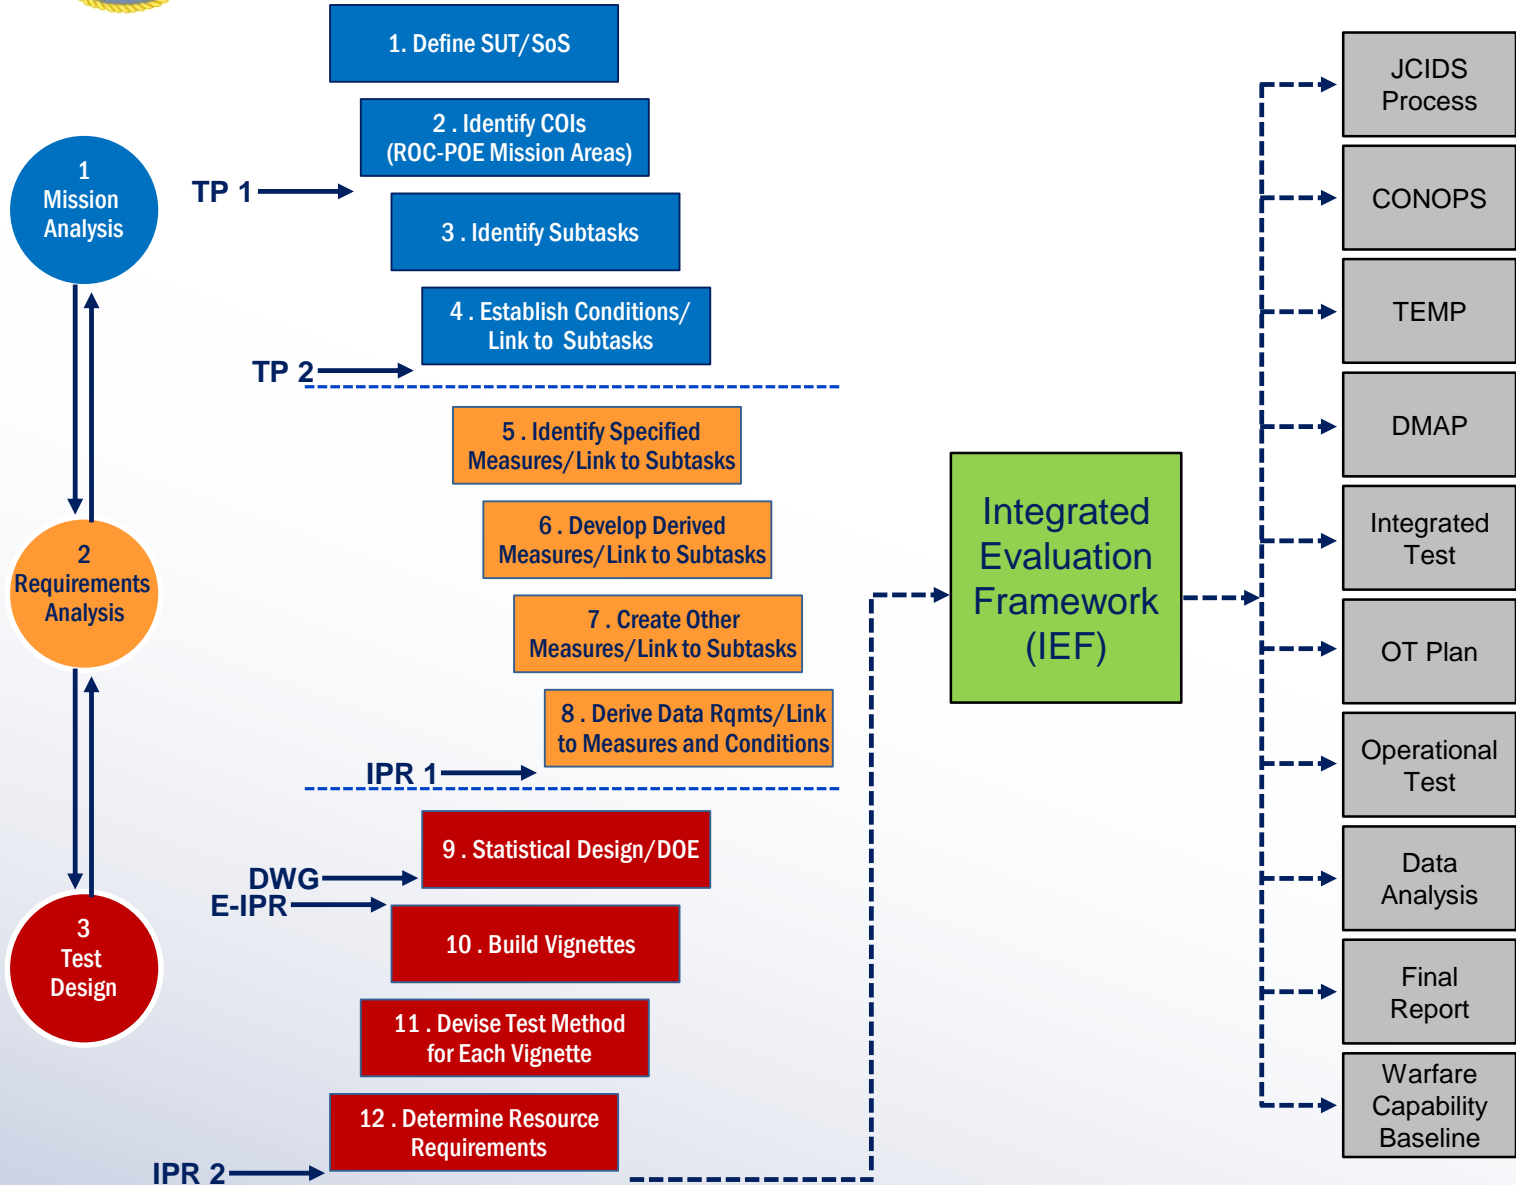 1. Define SUT/SoS
2 . Identify COIs
(ROC-POE Mission Areas)
TP 1
3 . Identify Subtasks
4 . Establish Conditions/
Link to Subtasks
TP 2
1
Mission
Analysis
5 . Identify Specified
Measures/Link to Subtasks
6 . Develop Derived
Measures/Link to Subtasks
7 . Create Other
Measures/Link to Subtasks
8 . Derive Data Rqmts/Link
to Measures and Conditions
IPR 1
2
Requirements
Analysis
9 . Statistical Design/DOE
DWG
E-IPR
10 . Build Vignettes
11 . Devise Test Method
for Each Vignette
12 . Determine Resource
Requirements
IPR 2
3
Test
Design
Integrated
Evaluation
Framework
(IEF)
JCIDS
Process
CONOPS
TEMP
DMAP
Integrated
Test
OT Plan
Operational
Test
Data
Analysis
Final
Report
Warfare
Capability
Baseline